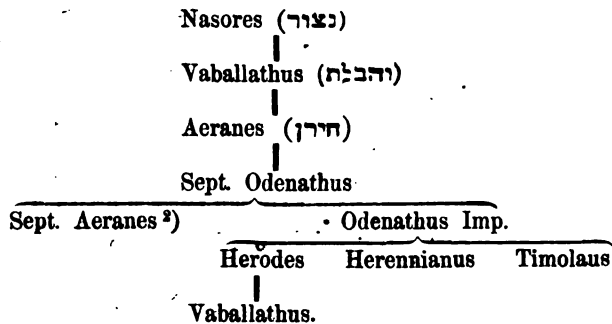 Nasores (נצור)
Vaballathus (והבלת)
Aeranes (חירן)
Sept. Odenathus
Sept. Aeranes ²) Odenathus Imp.
Herodes Herennianus Timolaus
Vaballathus.